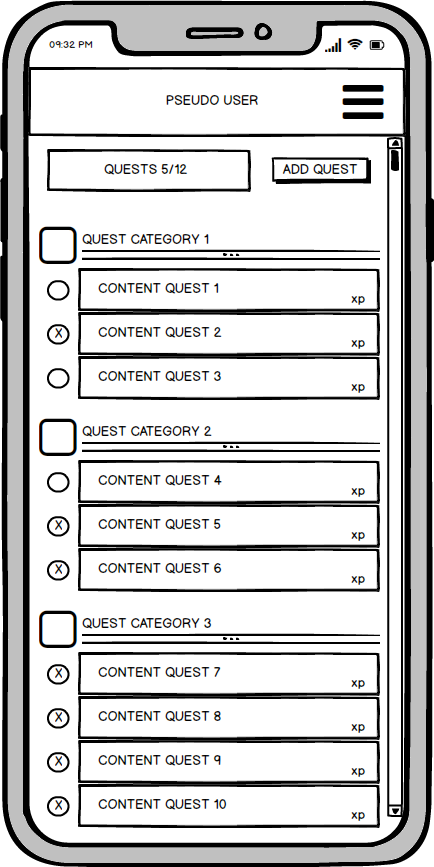 09:32 PM
PSEUDO USER
QUESTS 5/12
ADD QUEST
QUEST CATEGORY 1
CONTENT QUEST 1
xp
X
CONTENT QUEST 2
xp
CONTENT QUEST 3
xp
QUEST CATEGORY 2
CONTENT QUEST 4
xp
X
CONTENT QUEST 5
xp
X
CONTENT QUEST 6
xp
QUEST CATEGORY 3
X
CONTENT QUEST 7
xp
X
CONTENT QUEST 8
xp
X
CONTENT QUEST 9
xp
X
CONTENT QUEST 10
xp